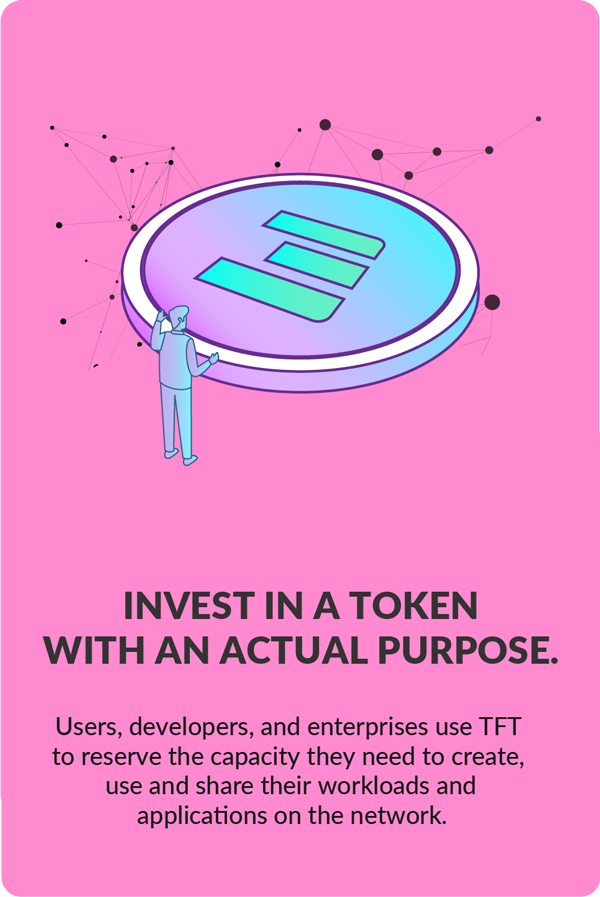 INVEST IN A TOKEN
WITH AN ACTUAL PURPOSE.
Users, developers, and enterprises use TFT
to reserve the capacity they need to create,
use and share their workloads and
applications on the network.